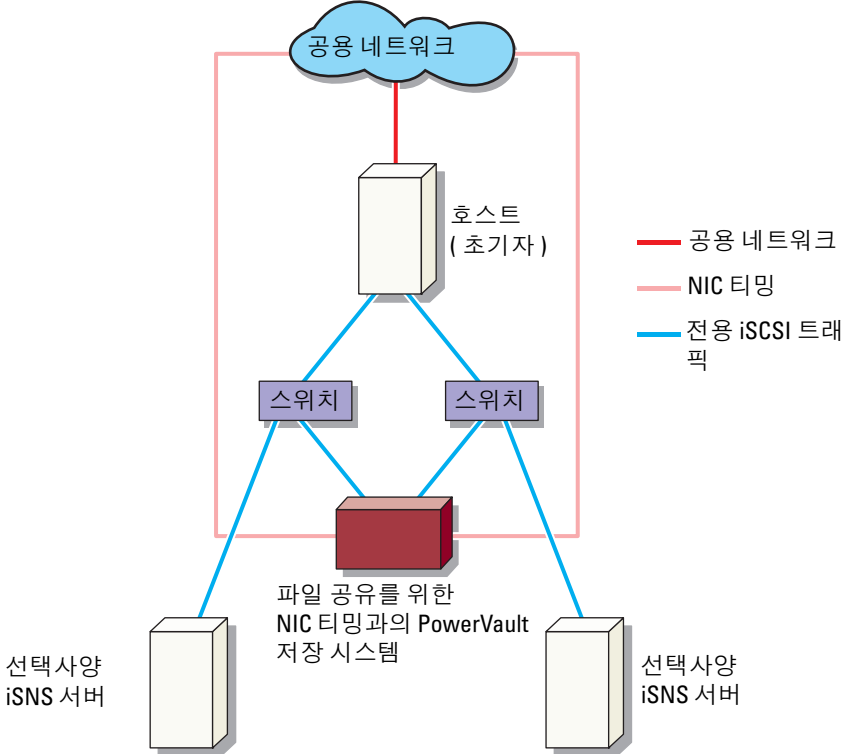 공용 네트워크
호스트
( 초기자 )
공용 네트워크
NIC 티밍
전용 iSCSI 트래
픽
스위치
스위치
파일 공유를 위한
NIC 티밍과의 PowerVault
저장 시스템
선택사양
iSNS 서버
선택사양
iSNS 서버